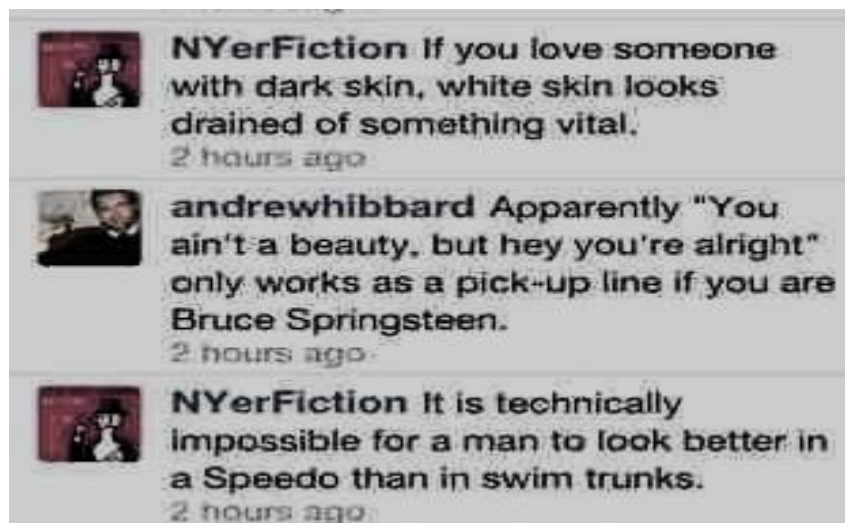 NYerFiction If you love someone
with dark skin, white skin looks
drained of something vital.
2 hours ago
andrewhibbard Apparently "You
ain't a beauty, but hey you're alright"
only works as a pick-up line if you are
Bruce Springsteen.
2 hours ago
NYerFiction It is technically
impossible for a man to look better in
a Speedo than in swim trunks.
2 hours ago